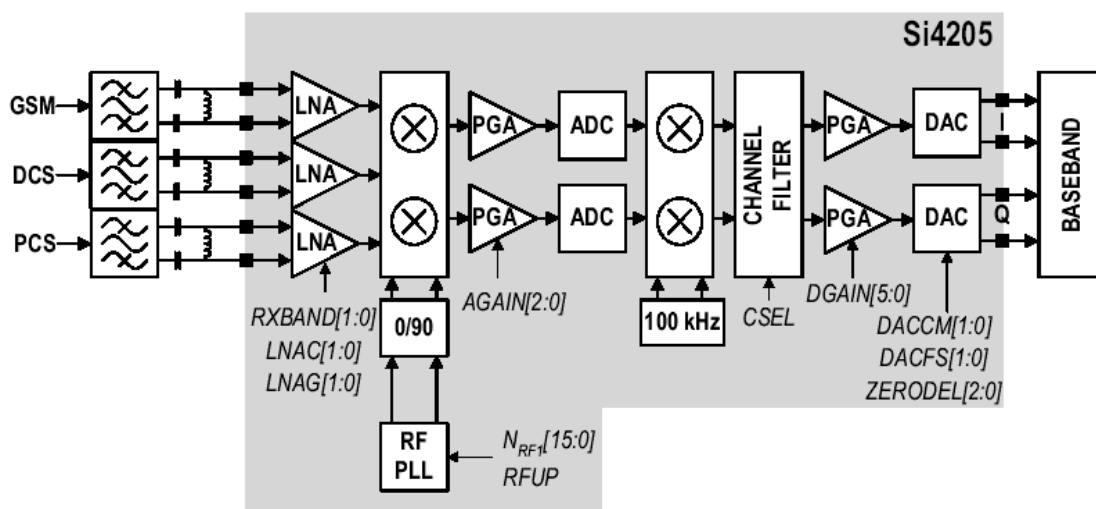 Si4205
GSM
DCS
PCS
LNA
LNA
LNA
PGA
ADC
PGA
ADC
CHANNEL
FILTER
PGA
DAC
I
PGA
DAC
Q
BASEBAND
RXBAND[1:0]
LNAC[1:0]
LNAG[1:0]
0/90
AGAIN[2:0]
100 kHz
CSEL
DGAIN[5:0]
DACCM[1:0]
DACFS[1:0]
ZERODEL[2:0]
RF
PLL
NRF1[15:0]
RFUP